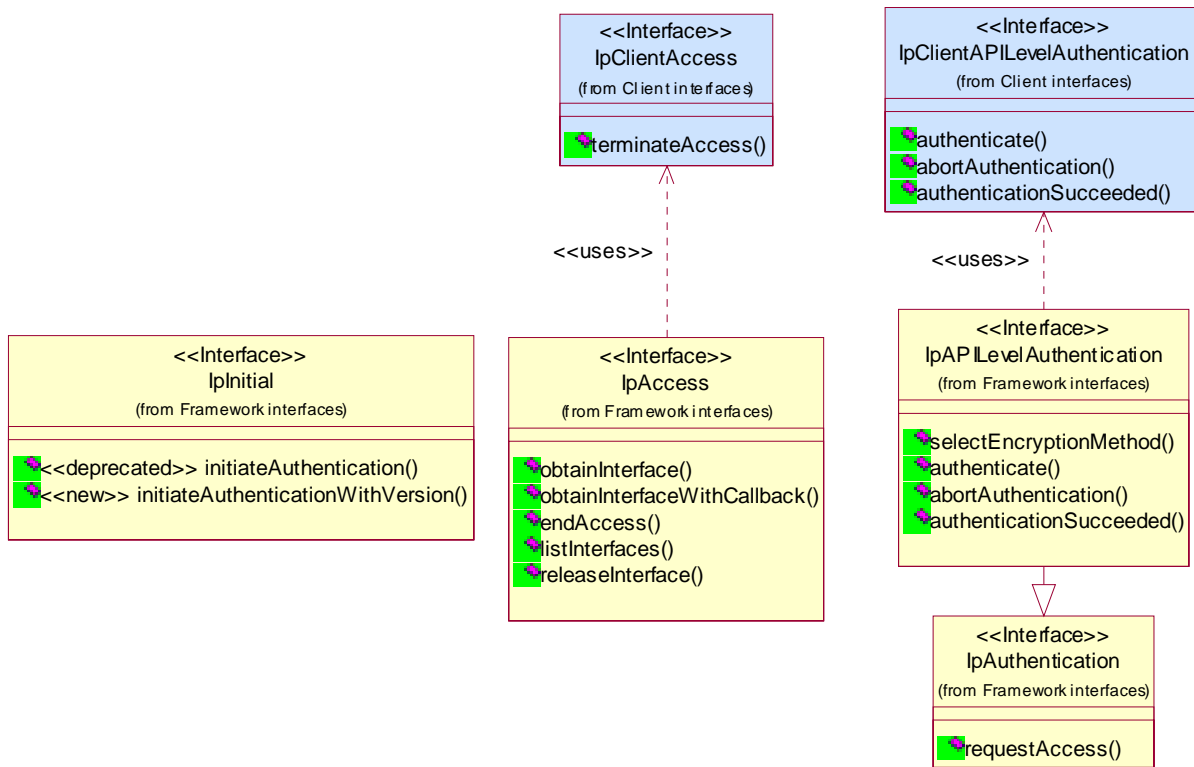 <<Interface>>
IpClientAccess
(from Client interfaces)
terminateAccess()
<<Interface>>
IpClientAPILevelAuthentication
(from Client interfaces)
authenticate()
abortAuthentication()
authenticationSucceeded()
<<uses>>
<<uses>>
<<Interface>>
IpInitial
(from Framework interfaces)
<<deprecated>> initiateAuthentication()
<<new>> initiateAuthenticationWithVersion()
<<Interface>>
IpAccess
(from Framework interfaces)
obtainInterface()
obtainInterfaceWithCallback()
endAccess()
listInterfaces()
releaseInterface()
<<Interface>>
IpAPILevelAuthentication
(from Framework interfaces)
selectEncryptionMethod()
authenticate()
abortAuthentication()
authenticationSucceeded()
<<Interface>>
IpAuthentication
(from Framework interfaces)
requestAccess()